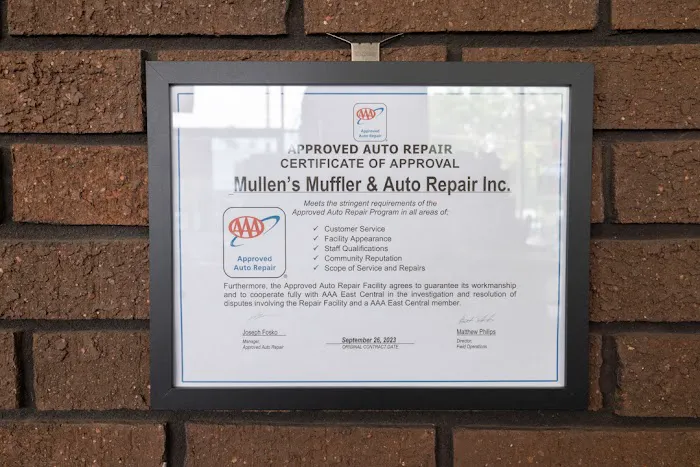 AAA
Approved
Auto Repair
APPROVED AUTO REPAIR
CERTIFICATE OF APPROVAL
Mullen's Muffler & Auto Repair Inc.
Meets the stringent requirements of the
Approved Auto Repair Program in all areas of:
✓ Customer Service
✓ Facility Appearance
✓ Staff Qualifications
✓ Community Reputation
✓ Scope of Service and Repairs
AAA
Approved
Auto Repair
Furthermore, the Approved Auto Repair Facility agrees to guarantee its workmanship
and to cooperate fully with AAA East Central in the investigation and resolution of
disputes involving the Repair Facility and a AAA East Central member.
Joseph Fosko
Manager,
Approved Auto Repair
September 26, 2023
ORIGINAL CONTRACT DATE
Matthew Philips
Director,
Field Operations